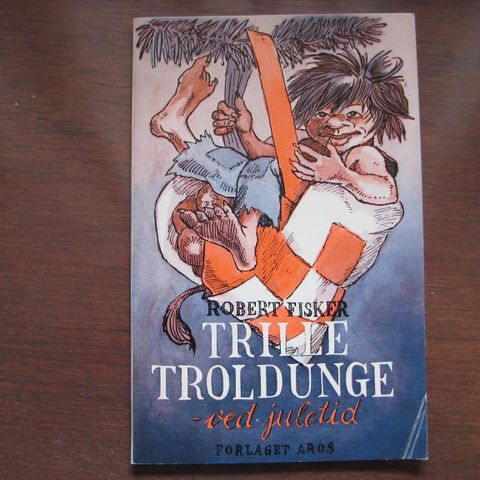 ROBERT FISKER
TRILLE
TROLDUNGE
- ved juletid
FORLAGET AROS